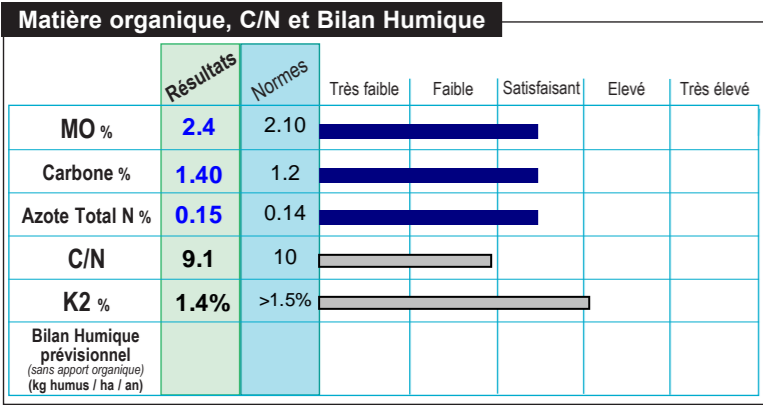 Matière organique, C/N et Bilan Humique
Résultats Normes Très faible Faible Satisfaisant Elevé Très élevé
MO % 2.4 2.10
Carbone % 1.40 1.2
Azote Total N % 0.15 0.14
C/N 9.1 10
K2 % 1.4% >1.5%
Bilan Humique
prévisionnel
(sans apport organique)
(kg humus / ha / an)